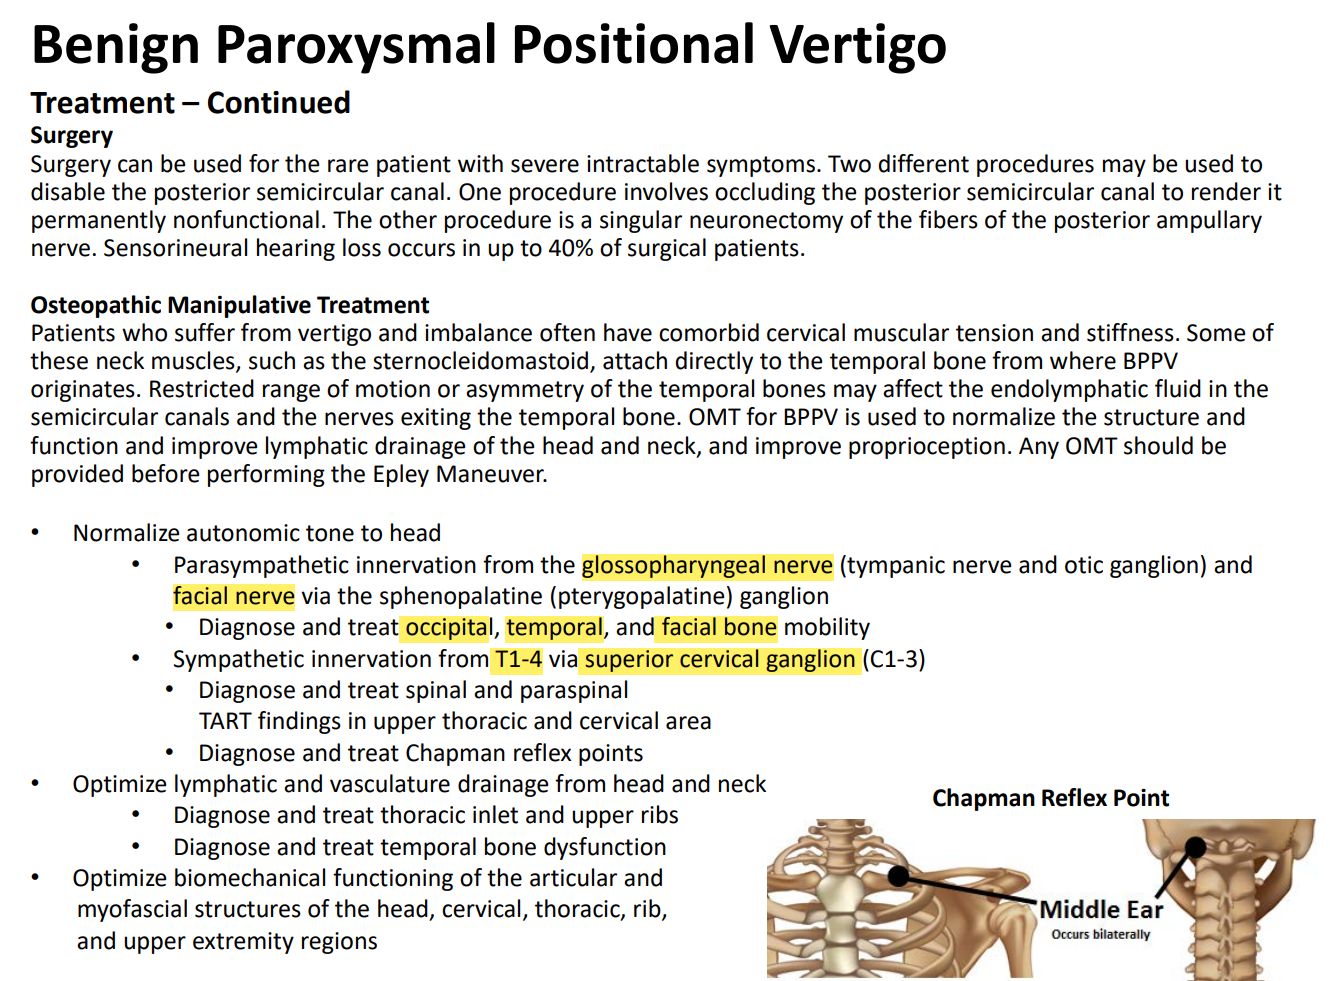 Benign Paroxysmal Positional Vertigo
Treatment – Continued
Surgery
Surgery can be used for the rare patient with severe intractable symptoms. Two different procedures may be used to
disable the posterior semicircular canal. One procedure involves occluding the posterior semicircular canal to render it
permanently nonfunctional. The other procedure is a singular neuronectomy of the fibers of the posterior ampullary
nerve. Sensorineural hearing loss occurs in up to 40% of surgical patients.
Osteopathic Manipulative Treatment
Patients who suffer from vertigo and imbalance often have comorbid cervical muscular tension and stiffness. Some of
these neck muscles, such as the sternocleidomastoid, attach directly to the temporal bone from where BPPV
originates. Restricted range of motion or asymmetry of the temporal bones may affect the endolymphatic fluid in the
semicircular canals and the nerves exiting the temporal bone. OMT for BPPV is used to normalize the structure and
function and improve lymphatic drainage of the head and neck, and improve proprioception. Any OMT should be
provided before performing the Epley Maneuver.
• Normalize autonomic tone to head
• Parasympathetic innervation from the glossopharyngeal nerve (tympanic nerve and otic ganglion) and
facial nerve via the sphenopalatine (pterygopalatine) ganglion
• Diagnose and treat occipital, temporal, and facial bone mobility
• Sympathetic innervation from T1-4 via superior cervical ganglion (C1-3)
• Diagnose and treat spinal and paraspinal
TART findings in upper thoracic and cervical area
• Diagnose and treat Chapman reflex points
• Optimize lymphatic and vasculature drainage from head and neck
• Diagnose and treat thoracic inlet and upper ribs
• Diagnose and treat temporal bone dysfunction
• Optimize biomechanical functioning of the articular and
myofascial structures of the head, cervical, thoracic, rib,
and upper extremity regions
Chapman Reflex Point
Middle Ear
Occurs bilaterally